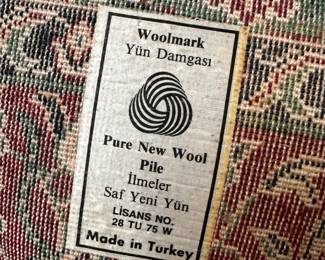 Woolmark
Yün Damgası
Pure New Wool
Pile
İlmeler
Saf Yeni Yün
LİSANS NO.
28 TU 75 W
Made in Turkey